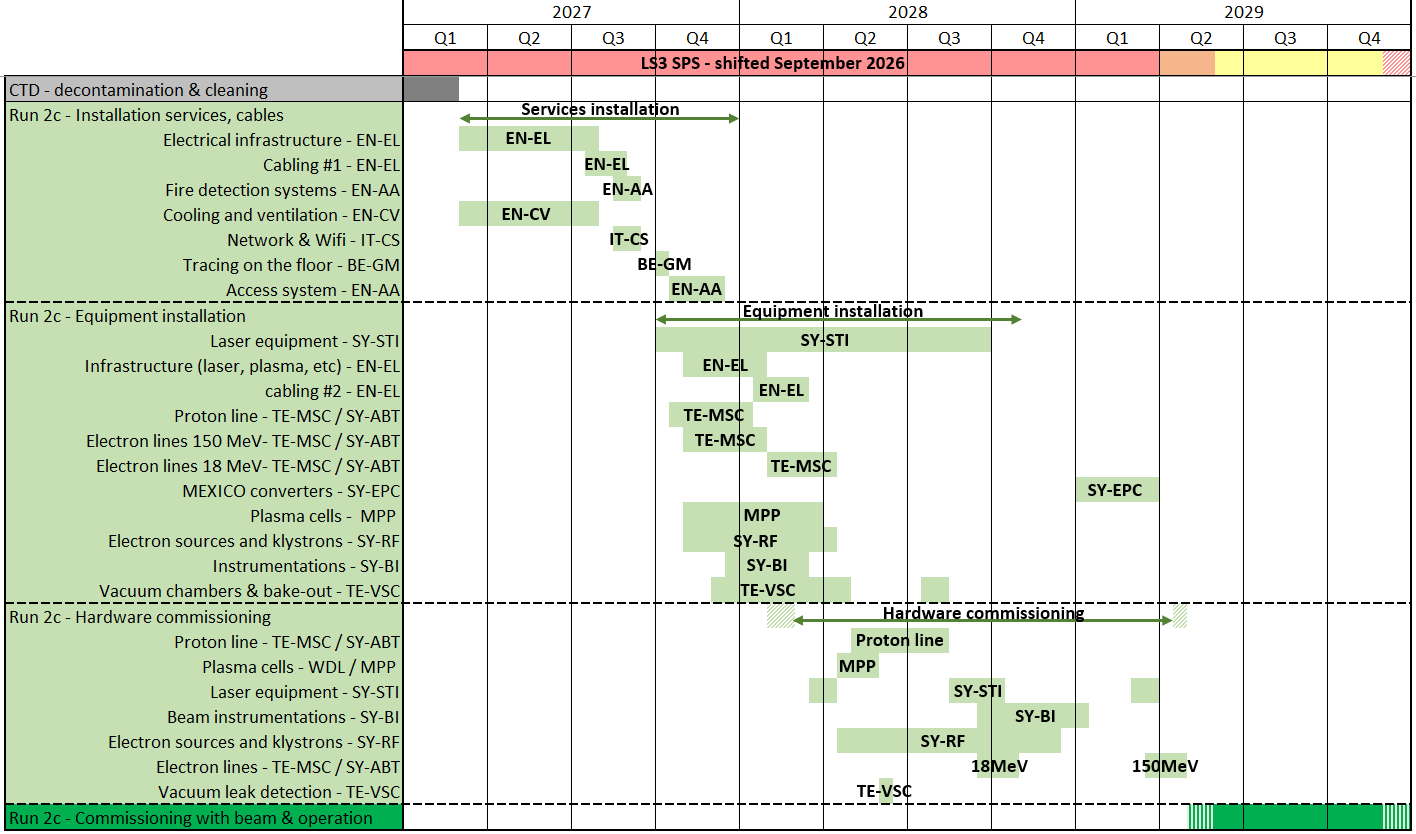 2027 2028 2029
Q1 Q2 Q3 Q4 Q1 Q2 Q3 Q4 Q1 Q2 Q3 Q4
LS3 SPS - shifted September 2026
CTD - decontamination & cleaning
Run 2c - Installation services, cables Services installation
Electrical infrastructure - EN-EL EN-EL
Cabling #1 - EN-EL EN-EL
Fire detection systems - EN-AA EN-AA
Cooling and ventilation - EN-CV EN-CV
Network & Wifi - IT-CS IT-CS
Tracing on the floor - BE-GM BE-GM
Access system - EN-AA EN-AA
Run 2c - Equipment installation Equipment installation
Laser equipment - SY-STI SY-STI
Infrastructure (laser, plasma, etc) - EN-EL EN-EL
cabling #2 - EN-EL EN-EL
Proton line - TE-MSC / SY-ABT TE-MSC
Electron lines 150 MeV- TE-MSC / SY-ABT TE-MSC
Electron lines 18 MeV- TE-MSC / SY-ABT TE-MSC
MEXICO converters - SY-EPC SY-EPC
Plasma cells - MPP MPP
Electron sources and klystrons - SY-RF SY-RF
Instrumentations - SY-BI SY-BI
Vacuum chambers & bake-out - TE-VSC TE-VSC
Run 2c - Hardware commissioning Hardware commissioning
Proton line - TE-MSC / SY-ABT Proton line
Plasma cells - WDL / MPP MPP
Laser equipment - SY-STI SY-STI
Beam instrumentations - SY-BI SY-BI
Electron sources and klystrons - SY-RF SY-RF
Electron lines - TE-MSC / SY-ABT 18MeV 150MeV
Vacuum leak detection - TE-VSC TE-VSC
Run 2c - Commissioning with beam & operation